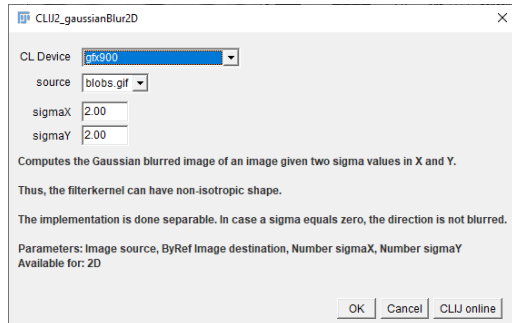 CLIJ2_gaussianBlur2D
CL Device gfx900
source blobs.gif
sigmaX 2.00
sigmaY 2.00
Computes the Gaussian blurred image of an image given two sigma values in X and Y.
Thus, the filterkernel can have non-isotropic shape.
The implementation is done separable. In case a sigma equals zero, the direction is not blurred.
Parameters: Image source, ByRef Image destination, Number sigmaX, Number sigmaY
Available for: 2D
OK Cancel CLIJ online